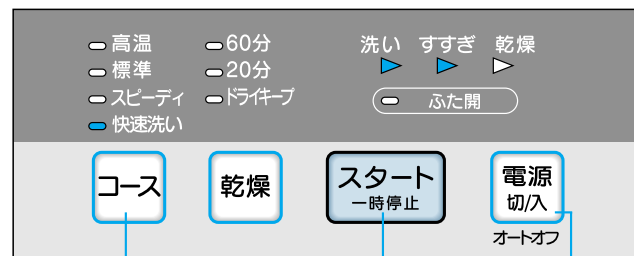 高温
標準
スピーディ
快速洗い
60分
20分
ドライキープ
洗い すすぎ 乾燥
ふた開
コース
乾燥
スタート
一時停止
電源
切/入
オートオフ